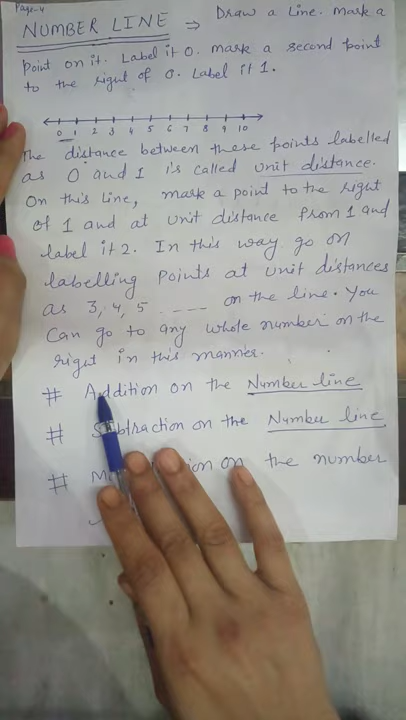 Page-4
NUMBER LINE → Draw a Line. Mark a
point on it. Label it 0. mark a second point
to the right of 0. Label it 1.
0 1 2 3 4 5 6 7 8 9 10
The distance between these points labelled
as 0 and 1 is called unit distance.
On this line, mark a point to the right
of 1 and at unit distance from 1 and
label it 2. In this way go on
labelling points at unit distances
as 3, 4, 5 ---- on the line. You
can go to any whole number on the
right in this manner.
# Addition on the Number line
# Subtraction on the Number line
# on the number